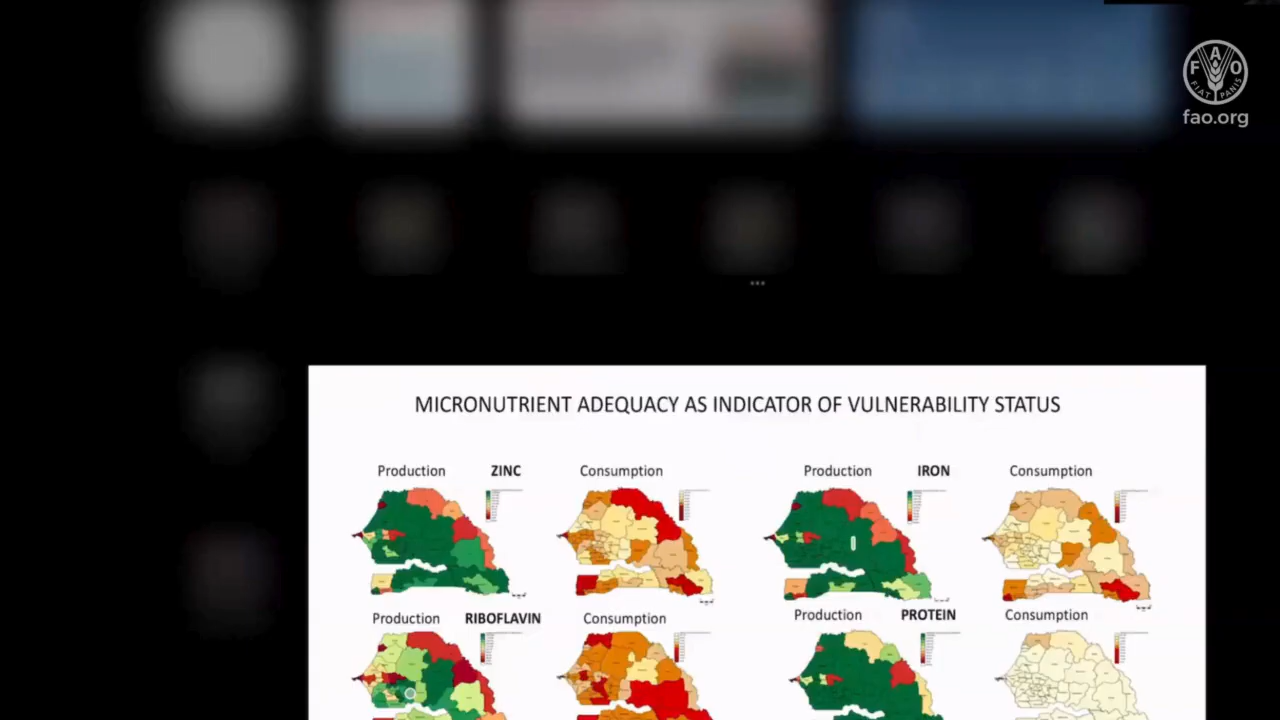 FAO
FIAT PANIS
fao.org
MICRONUTRIENT ADEQUACY AS INDICATOR OF VULNERABILITY STATUS
Production ZINC Consumption
Production IRON Consumption
Production RIBOFLAVIN Consumption
Production PROTEIN Consumption